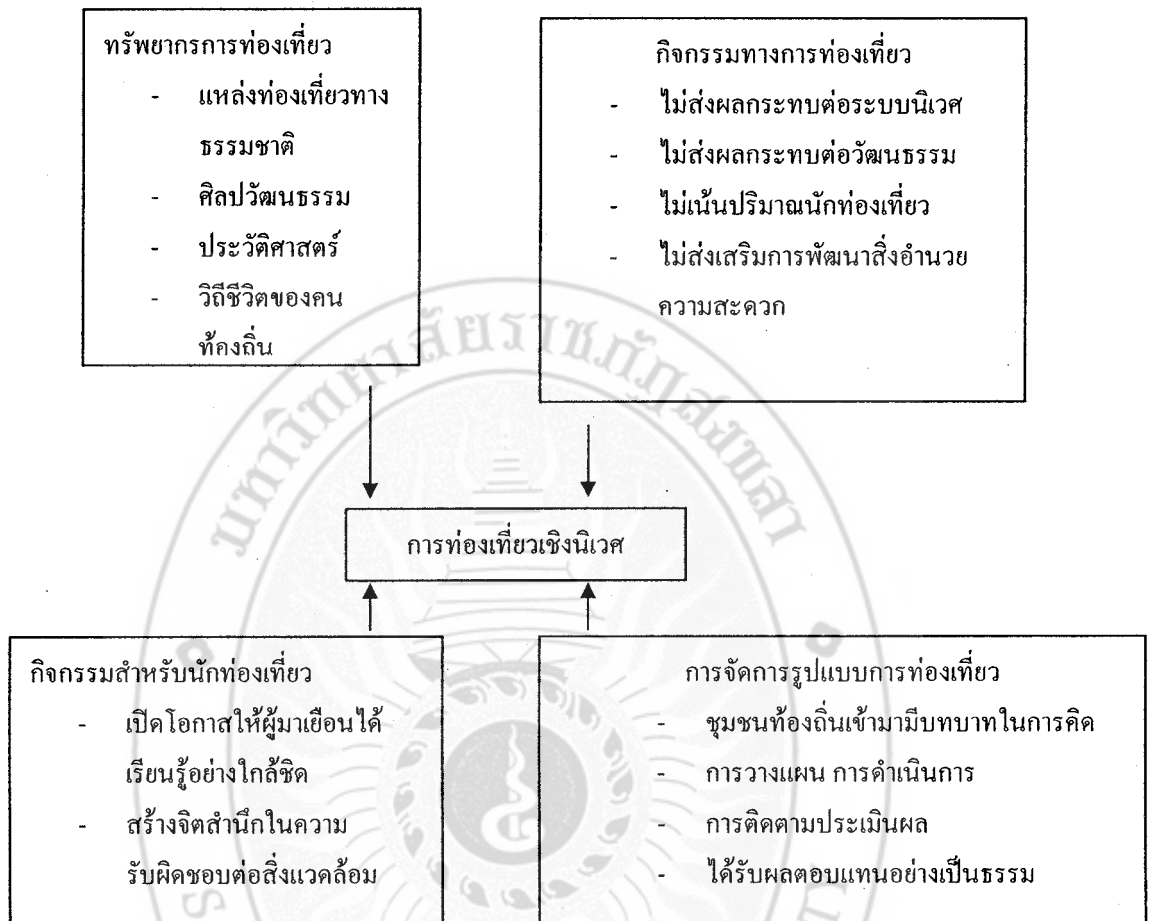 ทรัพยากรการท่องเที่ยว
- แหล่งท่องเที่ยวทาง
ธรรมชาติ
- ศิลปวัฒนธรรม
- ประวัติศาสตร์
- วิถีชีวิตของคน
ท้องถิ่น
กิจกรรมทางการท่องเที่ยว
- ไม่ส่งผลกระทบต่อระบบนิเวศ
- ไม่ส่งผลกระทบต่อวัฒนธรรม
- ไม่เน้นปริมาณนักท่องเที่ยว
- ไม่ส่งเสริมการพัฒนาสิ่งอำนวย
ความสะดวก
มหาวิทยาลัยราชภัฏสงขลา
การท่องเที่ยวเชิงนิเวศ
กิจกรรมสำหรับนักท่องเที่ยว
- เปิดโอกาสให้ผู้มาเยือนได้
เรียนรู้อย่างใกล้ชิด
- สร้างจิตสำนึกในความ
รับผิดชอบต่อสิ่งแวดล้อม
การจัดการรูปแบบการท่องเที่ยว
- ชุมชนท้องถิ่นเข้ามามีบทบาทในการคิด
- การวางแผน การดำเนินการ
- การติดตามประเมินผล
- ได้รับผลตอบแทนอย่างเป็นธรรม